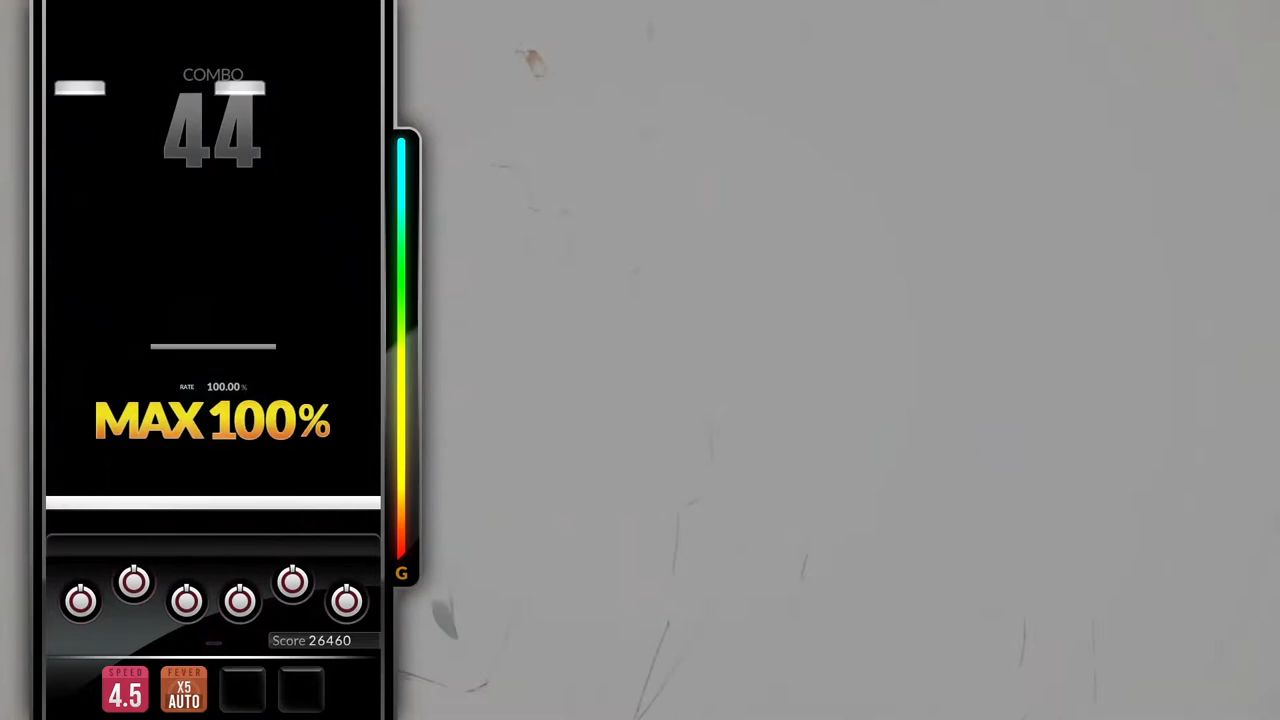 COMBO
44
RATE 100.00 %
MAX 100%
G
Score 26460
SPEED FEVER
4.5 X5 AUTO